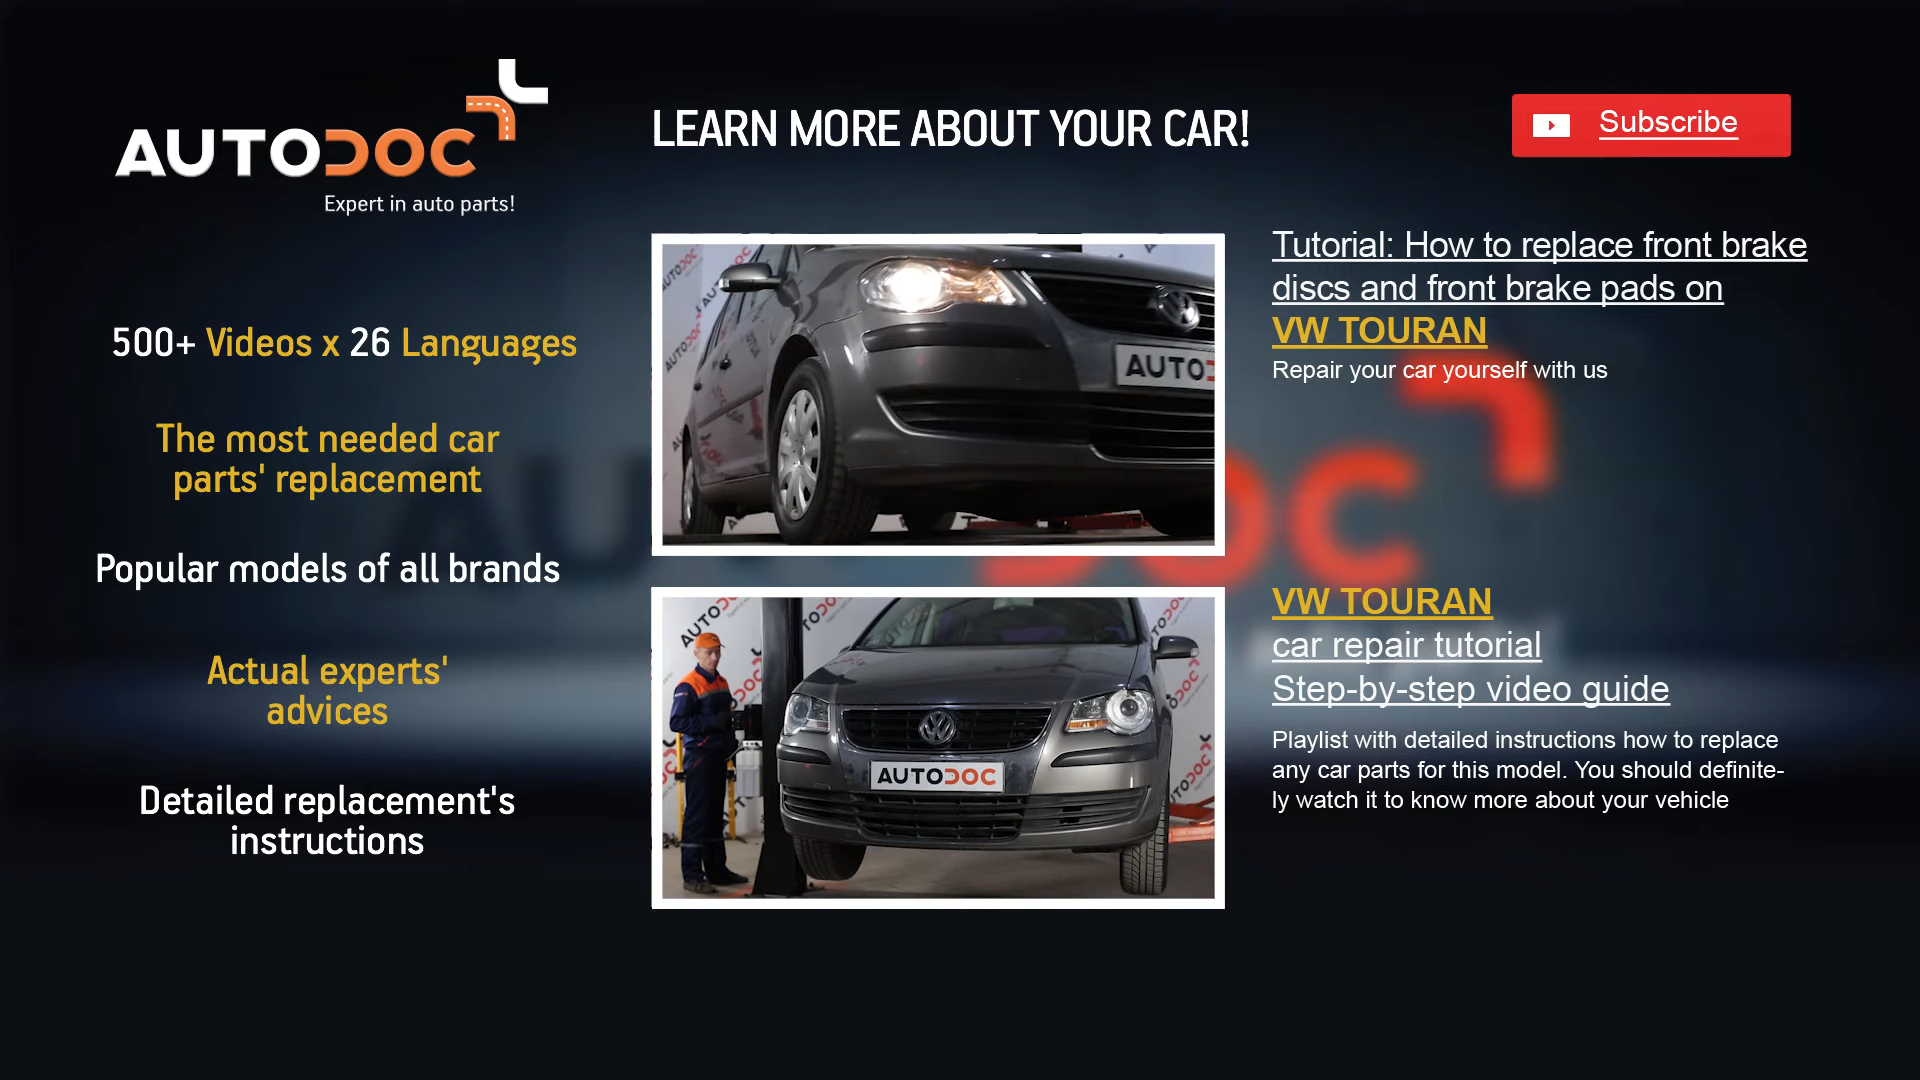 AUTODOC
Expert in auto parts!
LEARN MORE ABOUT YOUR CAR!
Subscribe
500+ Videos x 26 Languages
The most needed car
parts' replacement
Popular models of all brands
Actual experts'
advices
Detailed replacement's
instructions
AUTODOC
AUTODOC
Tutorial: How to replace front brake
discs and front brake pads on
VW TOURAN
Repair your car yourself with us
VW TOURAN
car repair tutorial
Step-by-step video guide
Playlist with detailed instructions how to replace
any car parts for this model. You should definite-
ly watch it to know more about your vehicle